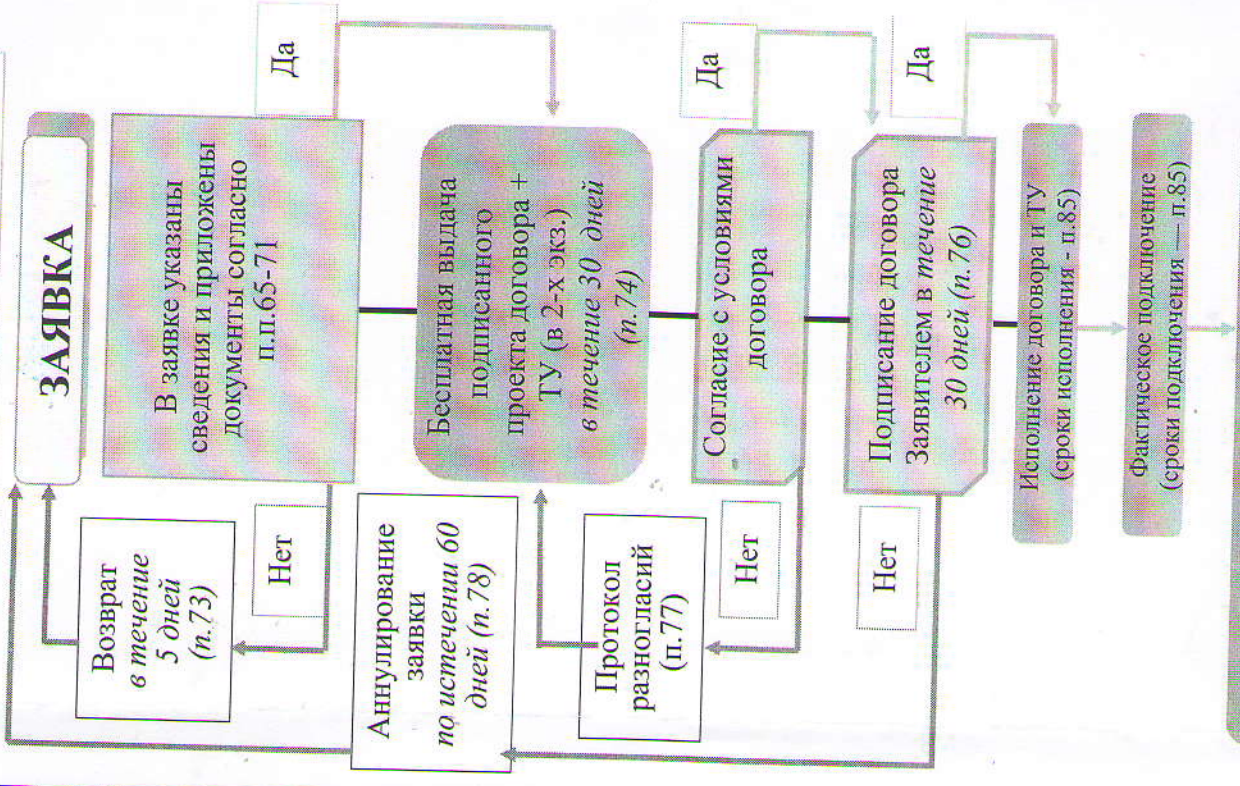 ЗАЯВКА
В заявке указаны
сведения и приложены
документы согласно
п.п.65-71
Да
Нет
Возврат
в течение
5 дней
(п.73)
Бесплатная выдача
подписанного
проекта договора +
ТУ (в 2-х экз.)
в течение 30 дней
(п.74)
Аннулирование
заявки
по истечении 60
дней (п.78)
Согласие с условиями
договора
Да
Нет
Протокол
разногласий
(п.77)
Подписание договора
Заявителем в течение
30 дней (п.76)
Да
Нет
Исполнение договора и ТУ
(сроки исполнения - п.85)
Фактическое подключение
(сроки подключения — п.85)